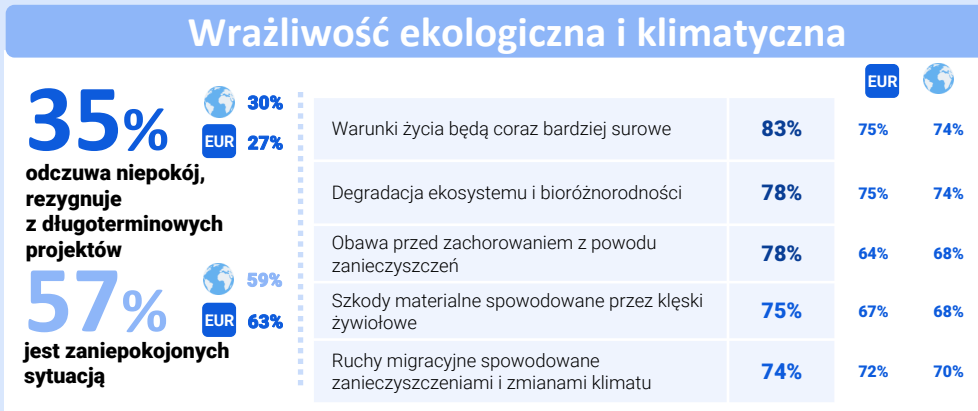 Wrażliwość ekologiczna i klimatyczna
35%
30%
EUR 27%
odczuwa niepokój,
rezygnuje
z długoterminowych
projektów
57%
59%
EUR 63%
jest zaniepokojonych
sytuacją
EUR
Warunki życia będą coraz bardziej surowe 83% 75% 74%
Degradacja ekosystemu i bioróżnorodności 78% 75% 74%
Obawa przed zachorowaniem z powodu
zanieczyszczeń 78% 64% 68%
Szkody materialne spowodowane przez klęski
żywiołowe 75% 67% 68%
Ruchy migracyjne spowodowane
zanieczyszczeniami i zmianami klimatu 74% 72% 70%